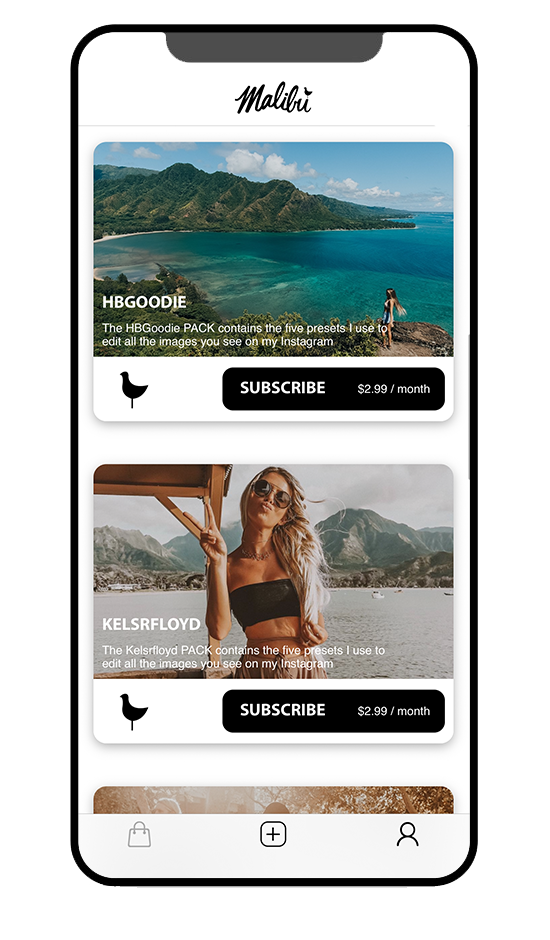 Malibu
HBGOODIE
The HBGoodie PACK contains the five presets I use to
edit all the images you see on my Instagram
SUBSCRIBE $2.99 / month
KELSRFLOYD
The Kelsrfloyd PACK contains the five presets I use to
edit all the images you see on my Instagram
SUBSCRIBE $2.99 / month